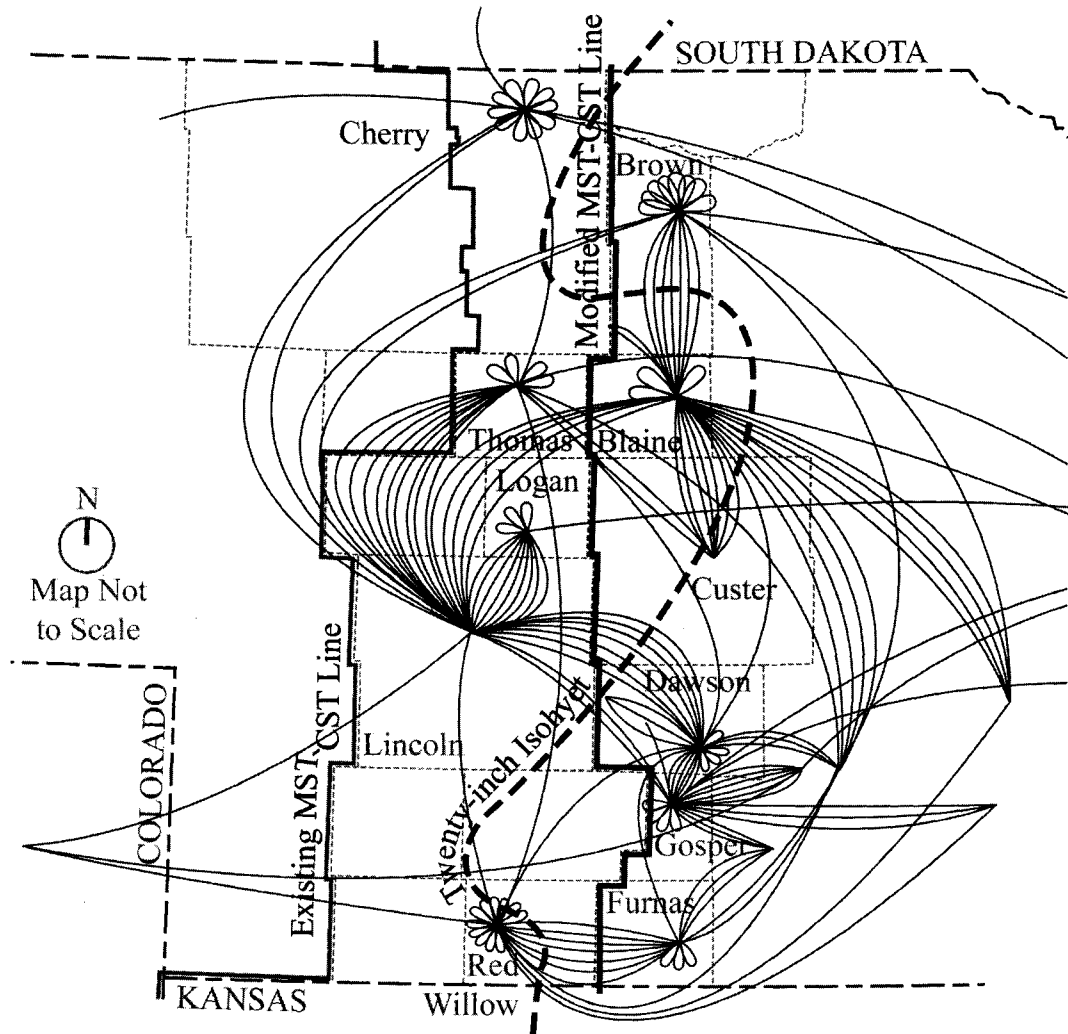 SOUTH DAKOTA
Modified MST-CST Line
Cherry
Brown
Thomas
Blaine
Logan
N
Map Not
to Scale
Custer
Dawson
Twenty-inch Isohyet
Existing MST-CST Line
Lincoln
COLORADO
Gosper
Furnas
Red
Willow
KANSAS